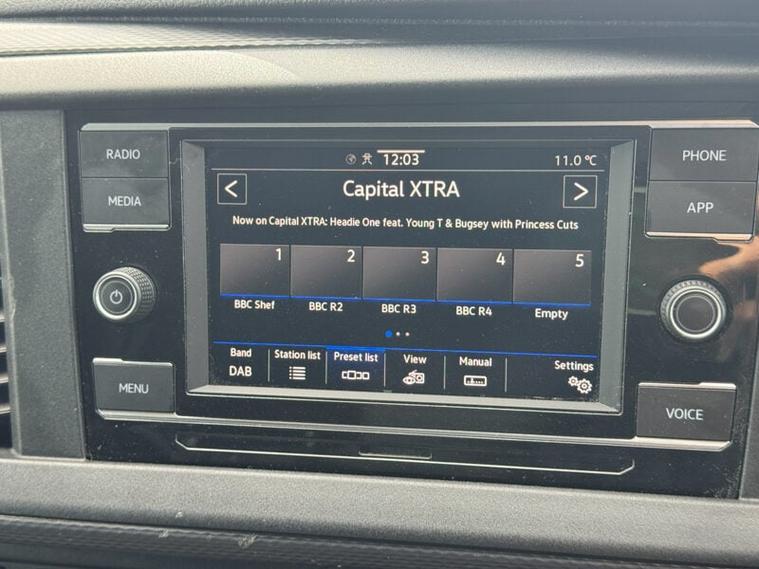 RADIO
MEDIA
MENU
12:03
11.0 °C
<
Capital XTRA
>
Now on Capital XTRA: Headie One feat. Young T & Bugsey with Princess Cuts
1
2
3
4
5
BBC Shef
BBC R2
BBC R3
BBC R4
Empty
Band
DAB
Station list
Preset list
View
Manual
Settings
PHONE
APP
VOICE